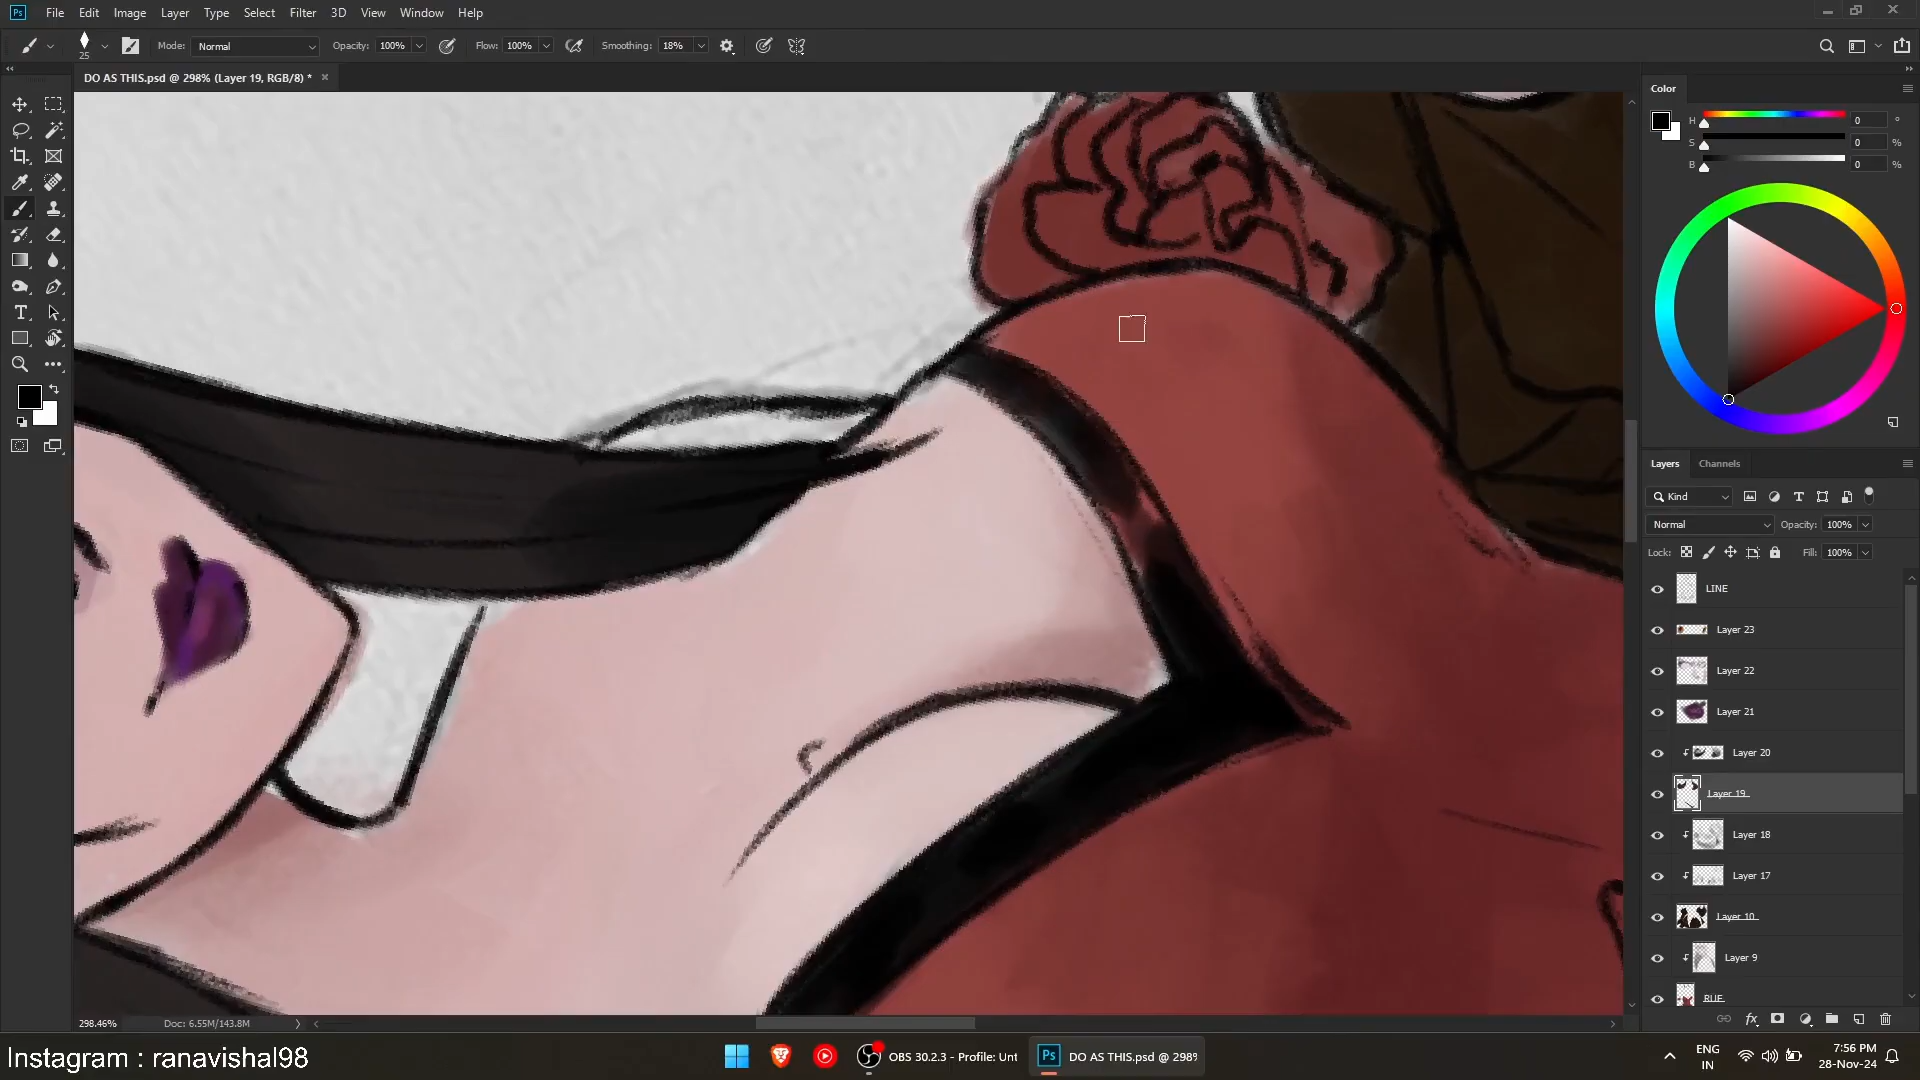 Ps File Edit Image Layer Type Select Filter 3D View Window Help
25 Mode: Normal Opacity: 100% Flow: 100% Smoothing: 18%
DO AS THIS.psd @ 298% (Layer 19, RGB/8) * ×
Color
H 0 °
S 0 %
B 0 %
Layers Channels
Kind
Normal Opacity: 100%
Lock: Fill: 100%
LINE
Layer 23
Layer 22
Layer 21
Layer 20
Layer 19
Layer 18
Layer 17
Layer 10
Layer 9
298.46% Doc: 6.55M/143.8M
Instagram : ranavishal98
OBS 30.2.3 - Profile: Unt
Ps DO AS THIS.psd @ 298%
ENG
IN
7:56 PM
28-Nov-24